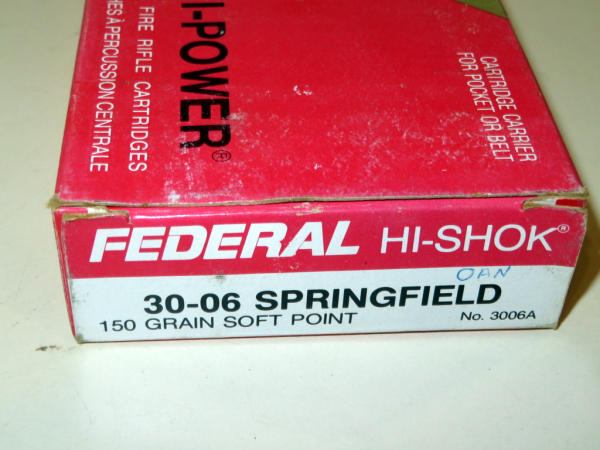 I-POWER®
FIRE RIFLE CARTRIDGES
ES À PERCUSSION CENTRALE
CARTRIDGE CARRIER
FOR POCKET OR BELT
FEDERAL HI-SHOK®
OAN
30-06 SPRINGFIELD
150 GRAIN SOFT POINT No. 3006A